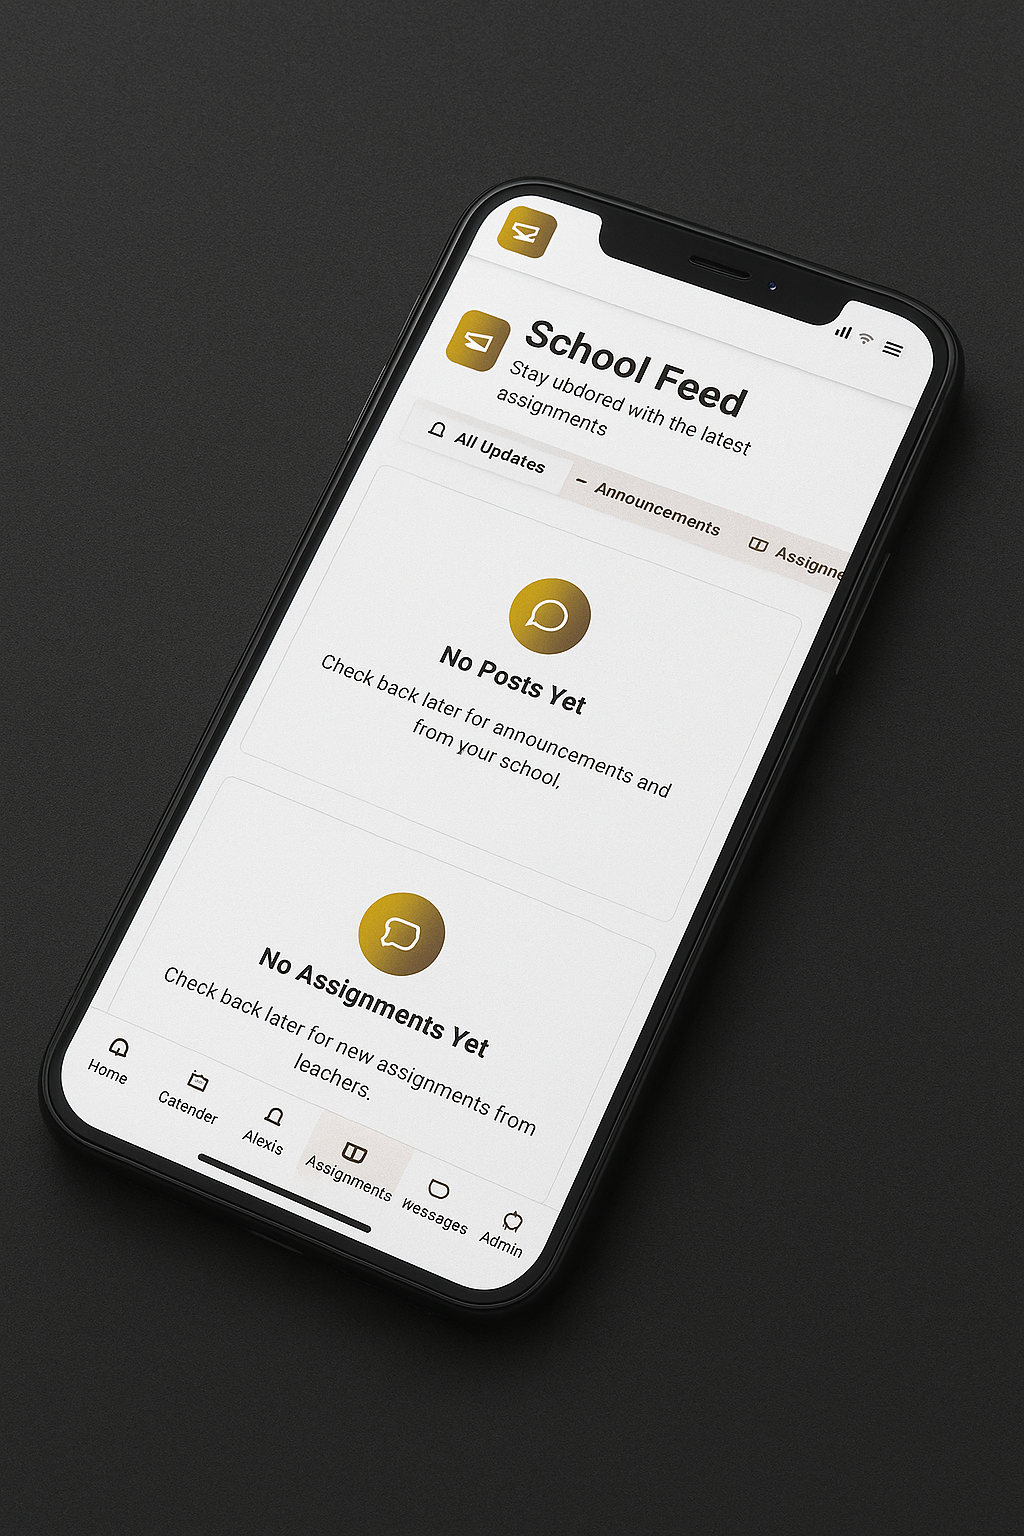 School Feed
Stay ubdored with the latest
assignments
All Updates
Announcements
Assignne
No Posts Yet
Check back later for announcements and
from your school,
No Assignments Yet
Check back later for new assignments from
leachers.
Home
Catender
Alexis
Assignments
Wessages
Admin